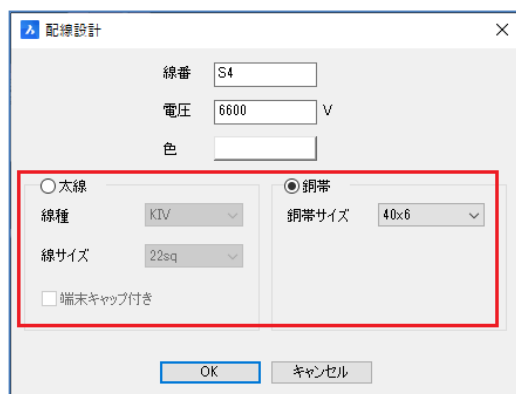 配線設計
線番 S4
電圧 6600 V
色
太線
線種 KIV
線サイズ 22sq
端末キャップ付き
銅帯
銅帯サイズ 40x6
OK キャンセル